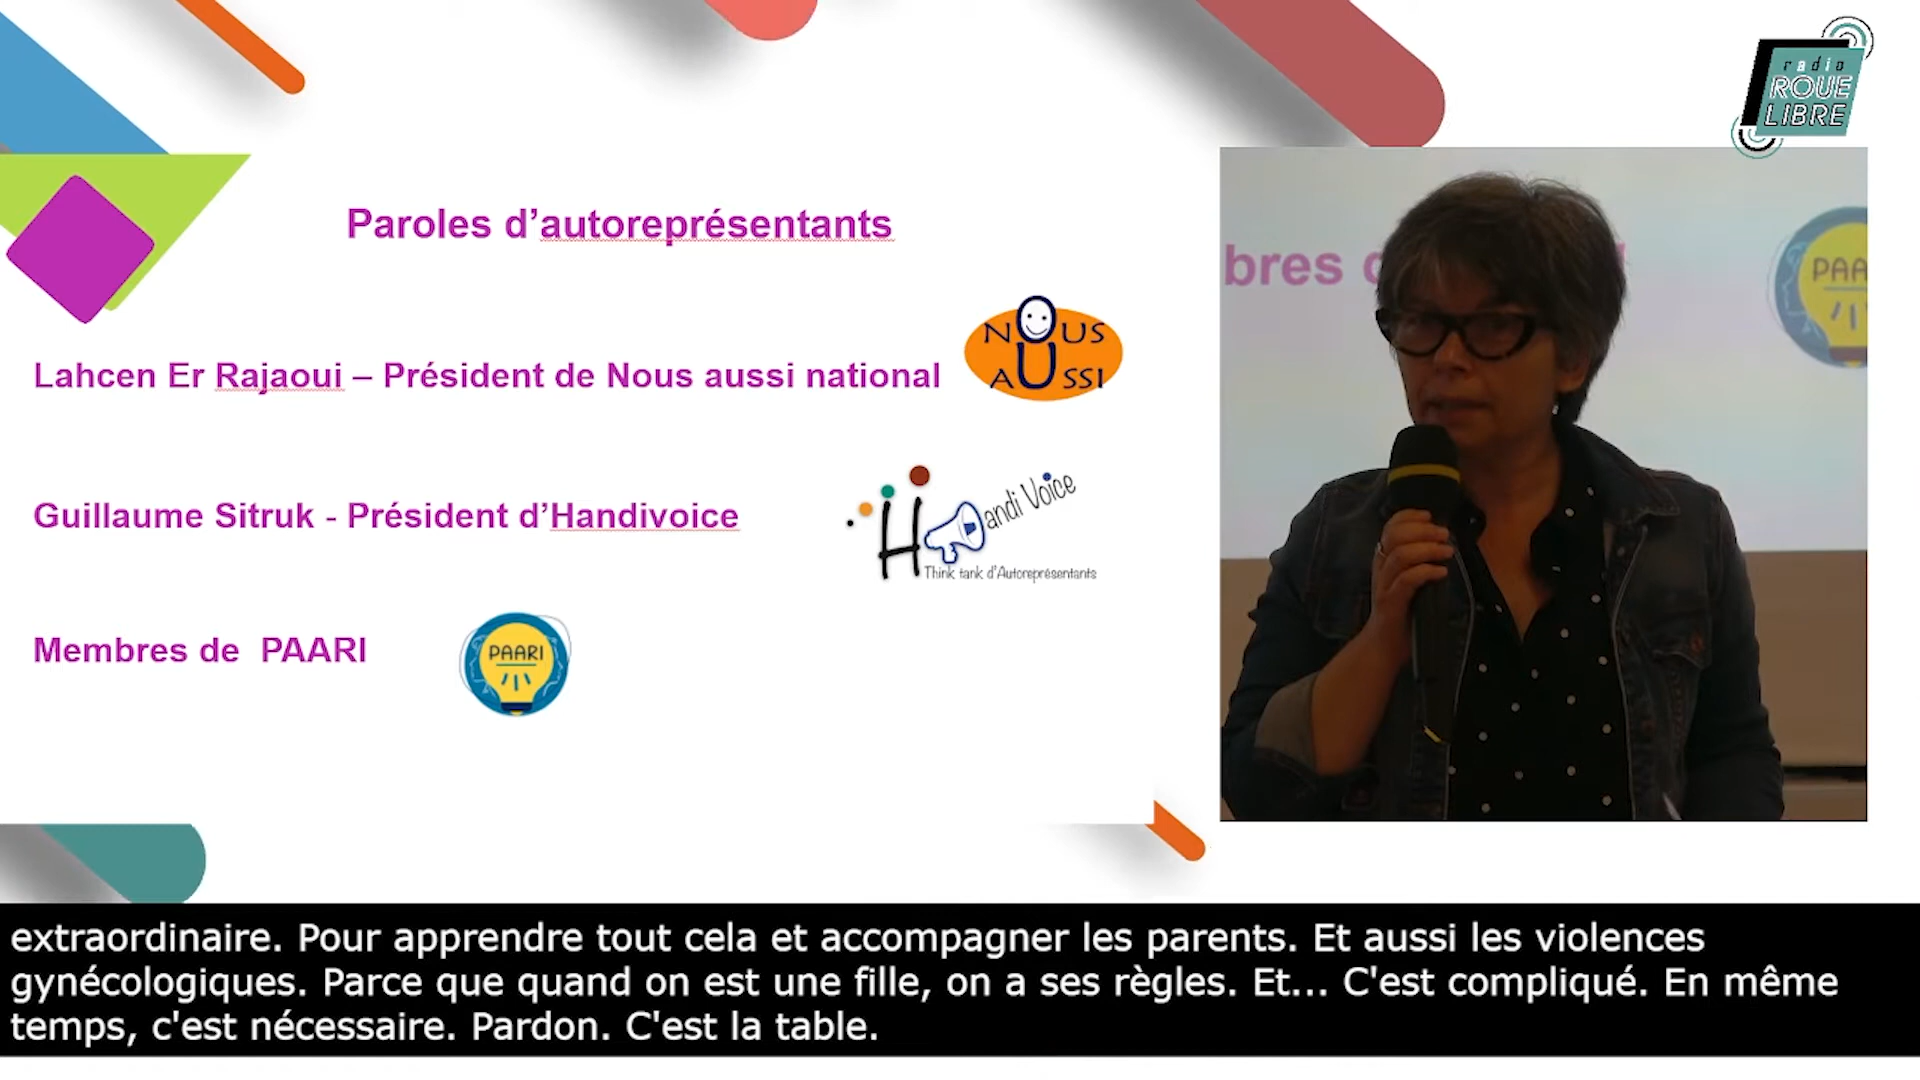 radio
ROUE
LIBRE
Paroles d’autoreprésentants
Lahcen Er Rajaoui – Président de Nous aussi national
NOUS
AUSSI
Guillaume Sitruk - Président d’Handivoice
Handi Voice
Think tank d'Autoreprésentants
Membres de PAARI
PAARI
bres d
PAA
extraordinaire. Pour apprendre tout cela et accompagner les parents. Et aussi les violences
gynécologiques. Parce que quand on est une fille, on a ses règles. Et... C'est compliqué. En même
temps, c'est nécessaire. Pardon. C'est la table.